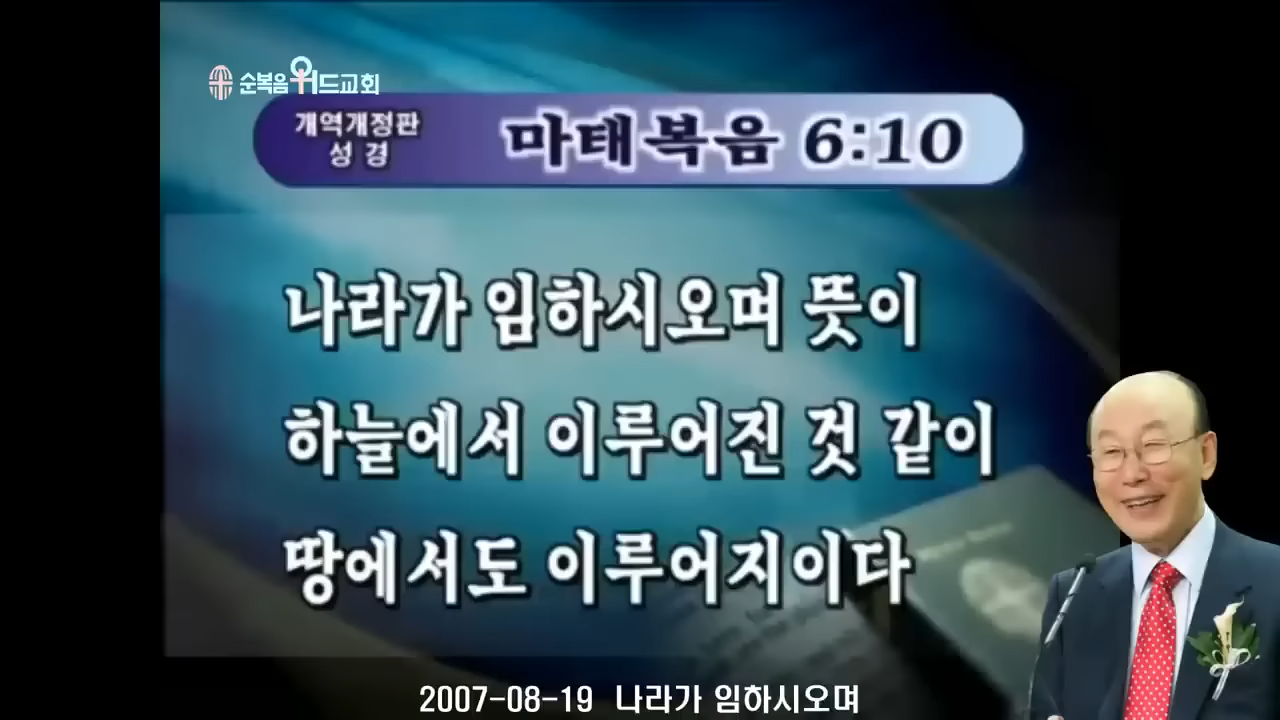 순복음워드교회
개역개정판
성경
마태복음 6:10
나라가 임하시오며 뜻이
하늘에서 이루어진 것 같이
땅에서도 이루어지이다
2007-08-19 나라가 임하시오며